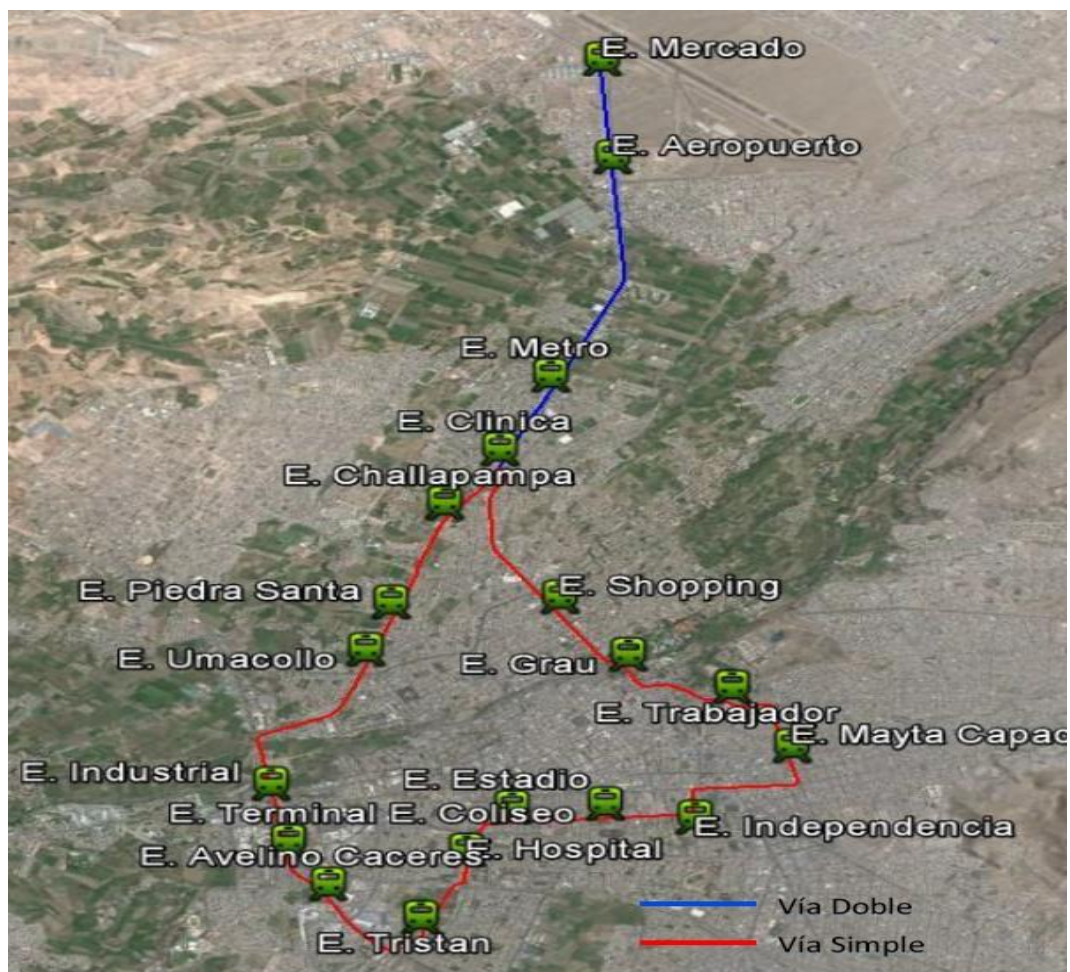 E. Mercado
E. Aeropuerto
E. Metro
E. Clinica
E. Challapampa
E. Shopping
E. Piedra Santa
E. Umacollo
E. Grau
E. Trabajador
E. Mayta Capac
E. Industrial
E. Estadio
E. Terminal
E. Coliseo
E. Independencia
E. Avelino Caceres
E. Hospital
E. Tristan
Vía Doble
Vía Simple